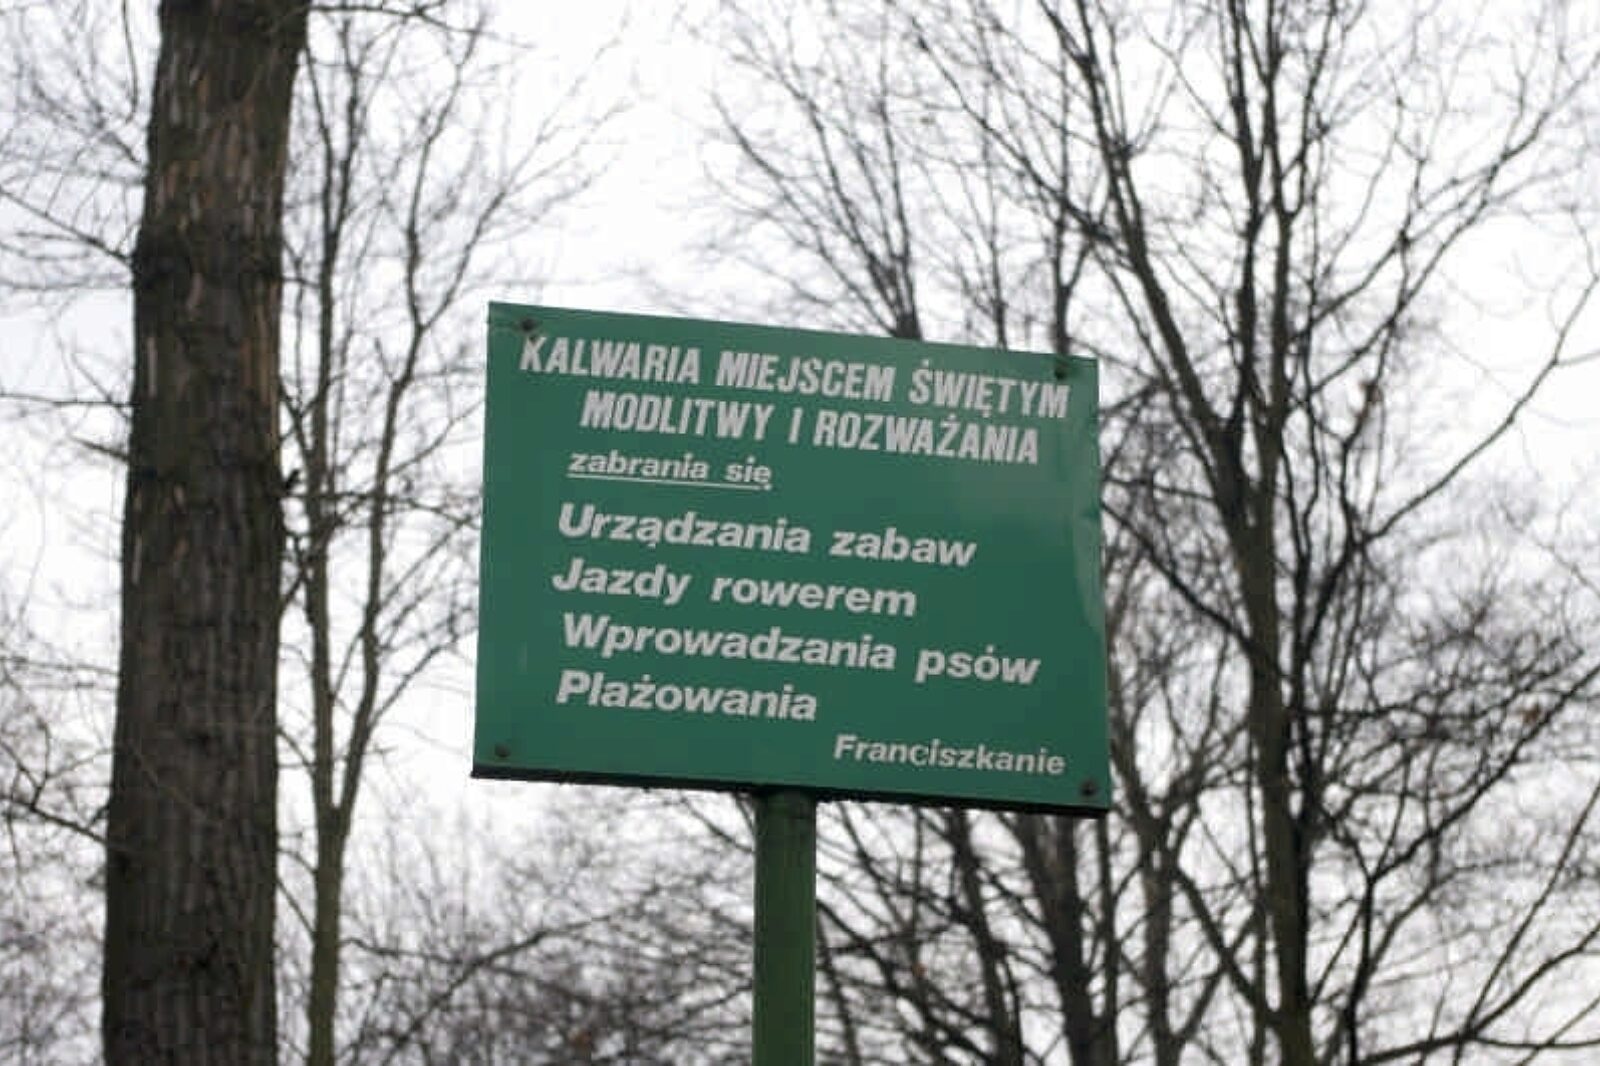 KALWARIA MIEJSCEM ŚWIĘTYM
MODLITWY I ROZWAŻANIA
zabrania się
Urządzania zabaw
Jazdy rowerem
Wprowadzania psów
Plażowania
Franciszkanie